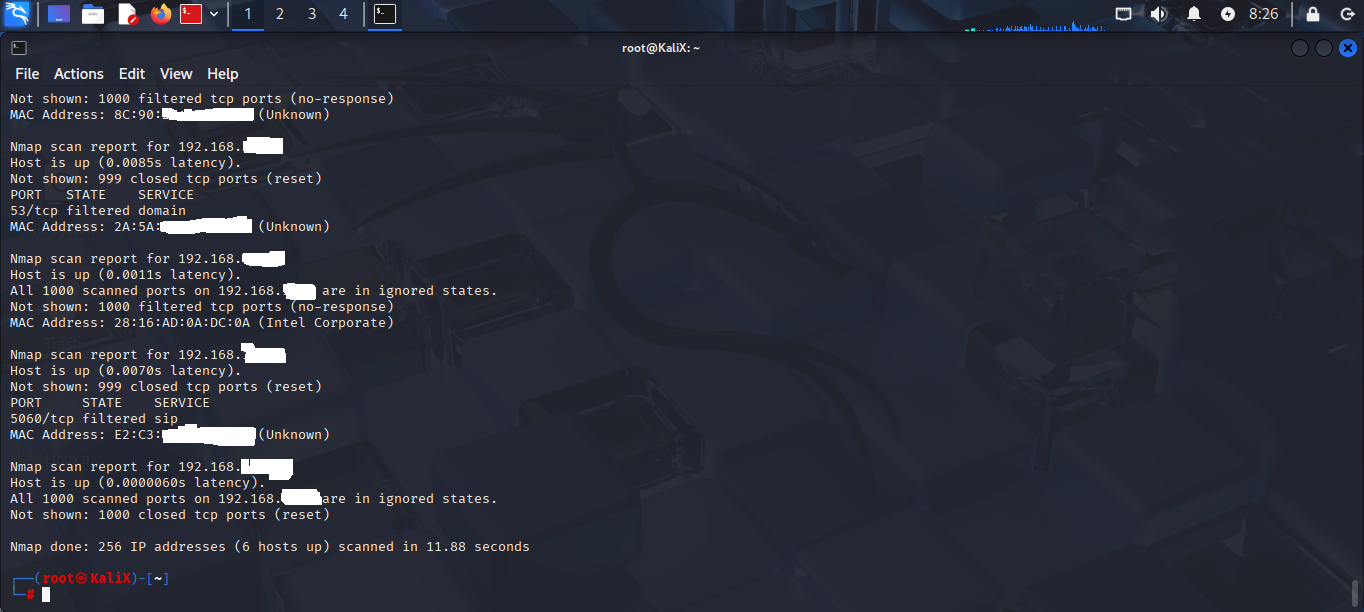 1 2 3 4 8:26
root@KaliX: ~
File Actions Edit View Help
Not shown: 1000 filtered tcp ports (no-response)
MAC Address: 8C:90: (Unknown)
Nmap scan report for 192.168.
Host is up (0.0085s latency).
Not shown: 999 closed tcp ports (reset)
PORT STATE SERVICE
53/tcp filtered domain
MAC Address: 2A:5A: (Unknown)
Nmap scan report for 192.168.
Host is up (0.0011s latency).
All 1000 scanned ports on 192.168. are in ignored states.
Not shown: 1000 filtered tcp ports (no-response)
MAC Address: 28:16:AD:0A:DC:0A (Intel Corporate)
Trash
Nmap scan report for 192.168.
Host is up (0.0070s latency).
Not shown: 999 closed tcp ports (reset)
PORT STATE SERVICE
5060/tcp filtered sip
MAC Address: E2:C3: (Unknown)
Nmap scan report for 192.168.
Host is up (0.0000060s latency).
All 1000 scanned ports on 192.168. are in ignored states.
Not shown: 1000 closed tcp ports (reset)
Nmap done: 256 IP addresses (6 hosts up) scanned in 11.88 seconds
┌──(root㉿KaliX)-[~]
└─#